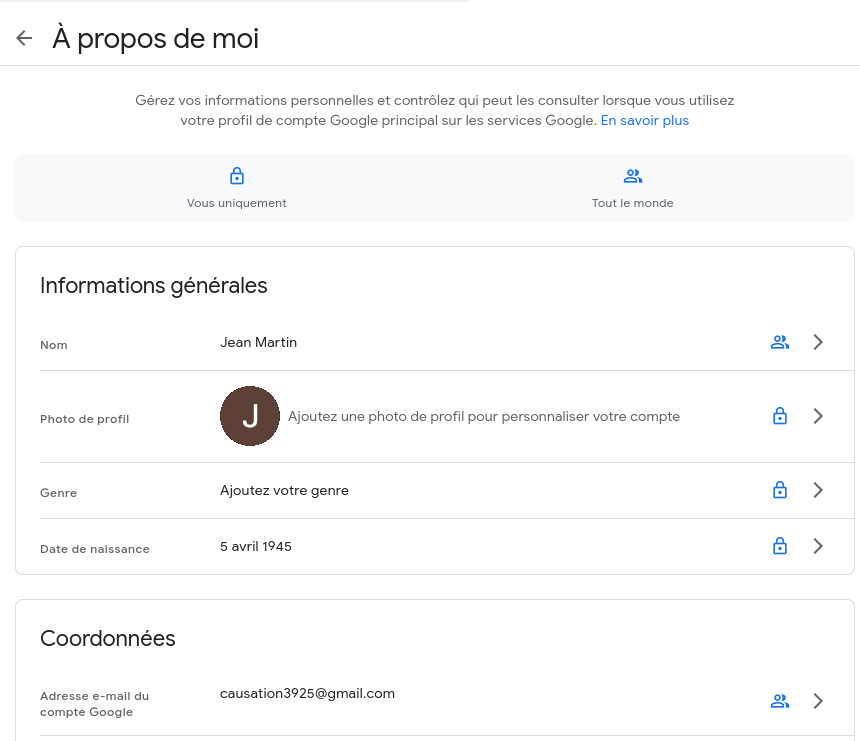 À propos de moi
Gérez vos informations personnelles et contrôlez qui peut les consulter lorsque vous utilisez
votre profil de compte Google principal sur les services Google. En savoir plus
Vous uniquement
Tout le monde
Informations générales
Nom
Jean Martin
Photo de profil
J
Ajoutez une photo de profil pour personnaliser votre compte
Genre
Ajoutez votre genre
Date de naissance
5 avril 1945
Coordonnées
Adresse e-mail du
compte Google
causation3925@gmail.com